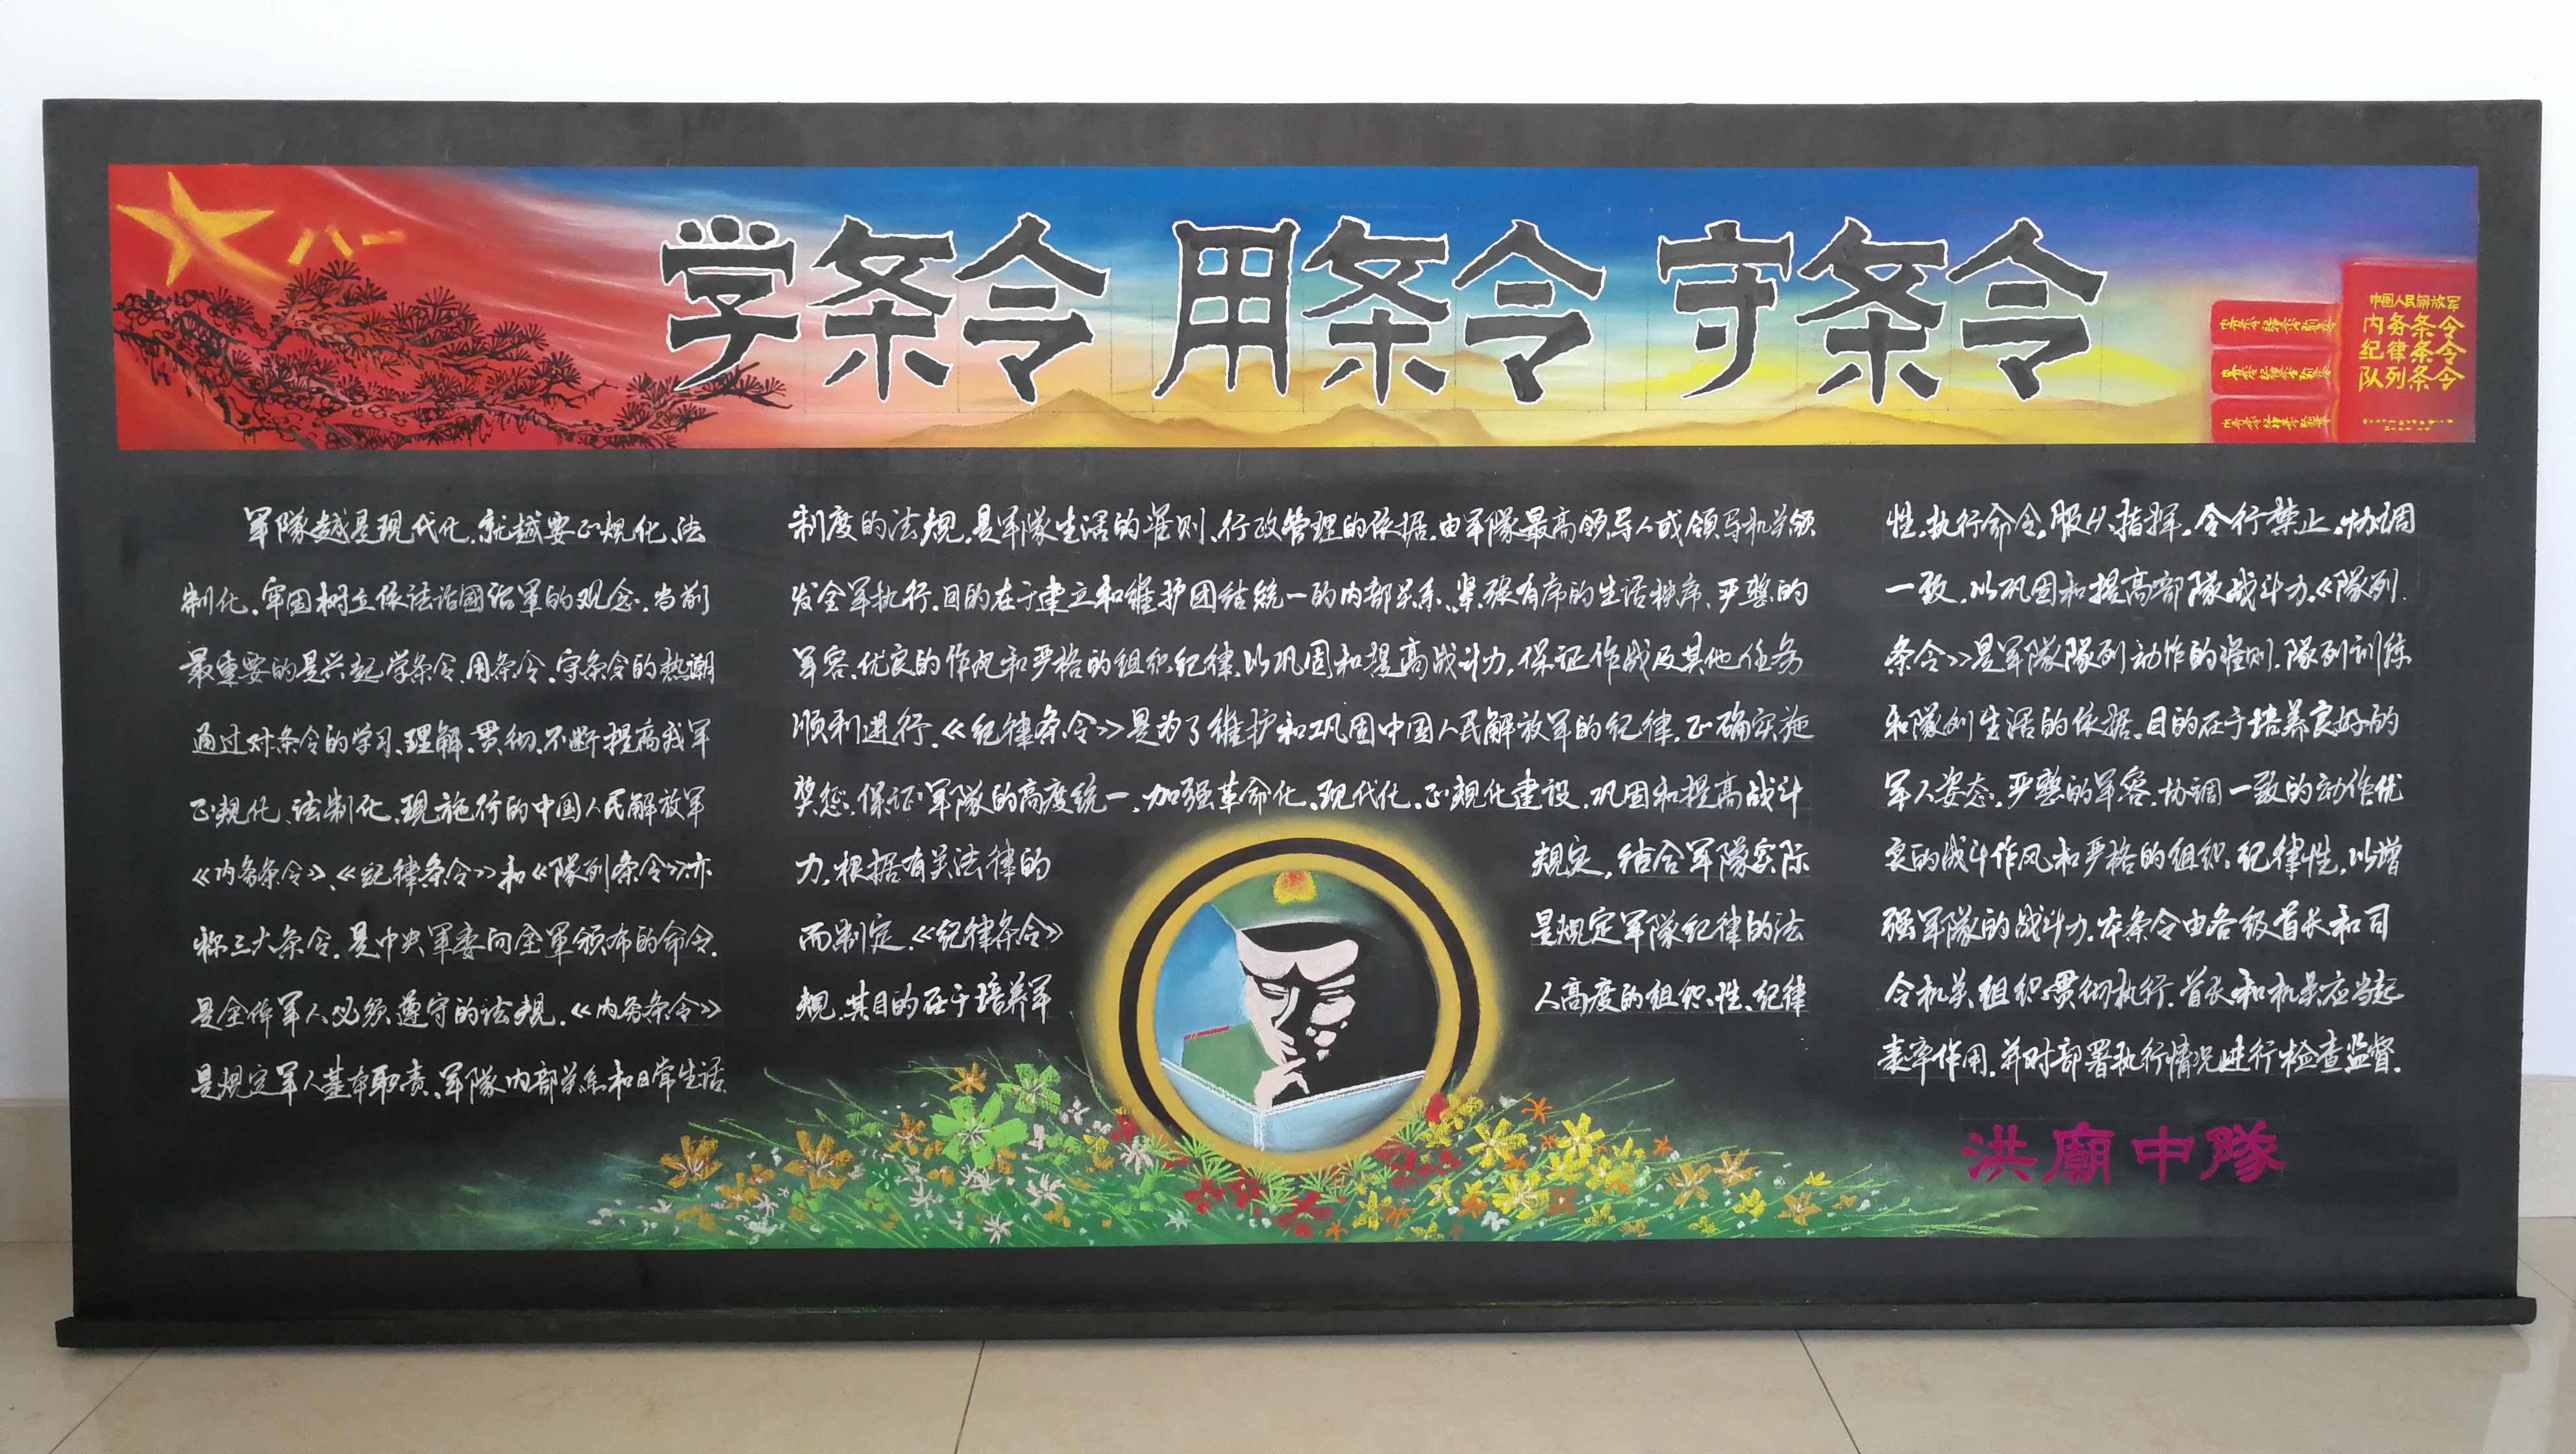 八一
学条令 用条令 守条令
中国人民解放军
内务条令
纪律条令
队列条令
军隊越是现代化,就越要正规化、法
制化,牢固树立依法治國治军的观念。当前
最重要的是兴起学条令、用条令、守条令的热潮
通过对条令的学习、理解、贯彻,不断提高我军
正规化、法制化,现施行的中国人民解放军
《内务条令》、《纪律条令》和《隊列条令》亦
称三大条令。是中央军委向全军颁布的命令。
是全体军人必须遵守的法规。《内务条令》
是规定军人基本职责、军隊内部关系和日常生活
制度的法规,是军隊生活的准则、行政管理的依据,由军隊最高领导人或领导机关颁
发全军执行。目的在于建立和维护团结统一的内部关系、紧张有序的生活秩序、严整的
军容、优良的作风和严格的组织纪律,以巩固和提高战斗力,保证作战及其他任务
顺利进行。《纪律条令》是为了维护和巩固中国人民解放军的纪律,正确实施
奖惩,保证军隊的高度统一,加强革命化、现代化、正规化建设,巩固和提高战斗
力,根据有关法律的 规定,结合军隊实际
而制定。《纪律条令》 是规定军隊纪律的法
规,其目的在于培养军 人高度的组织性、纪律
性,执行命令,服从指挥,令行禁止,协调
一致,以巩固和提高部隊战斗力。《隊列
条令》是军隊隊列动作的准则,隊列训练
和隊列生活的依据。目的在于培养良好的
军人姿态,严整的军容,协调一致的动作,优
良的战斗作风和严格的组织纪律性,以增
强军隊的战斗力。本条令由各级首长和司
令机关组织贯彻执行。首长和机关应当起
表率作用,并对部署执行情况进行检查监督。
洪廟中隊